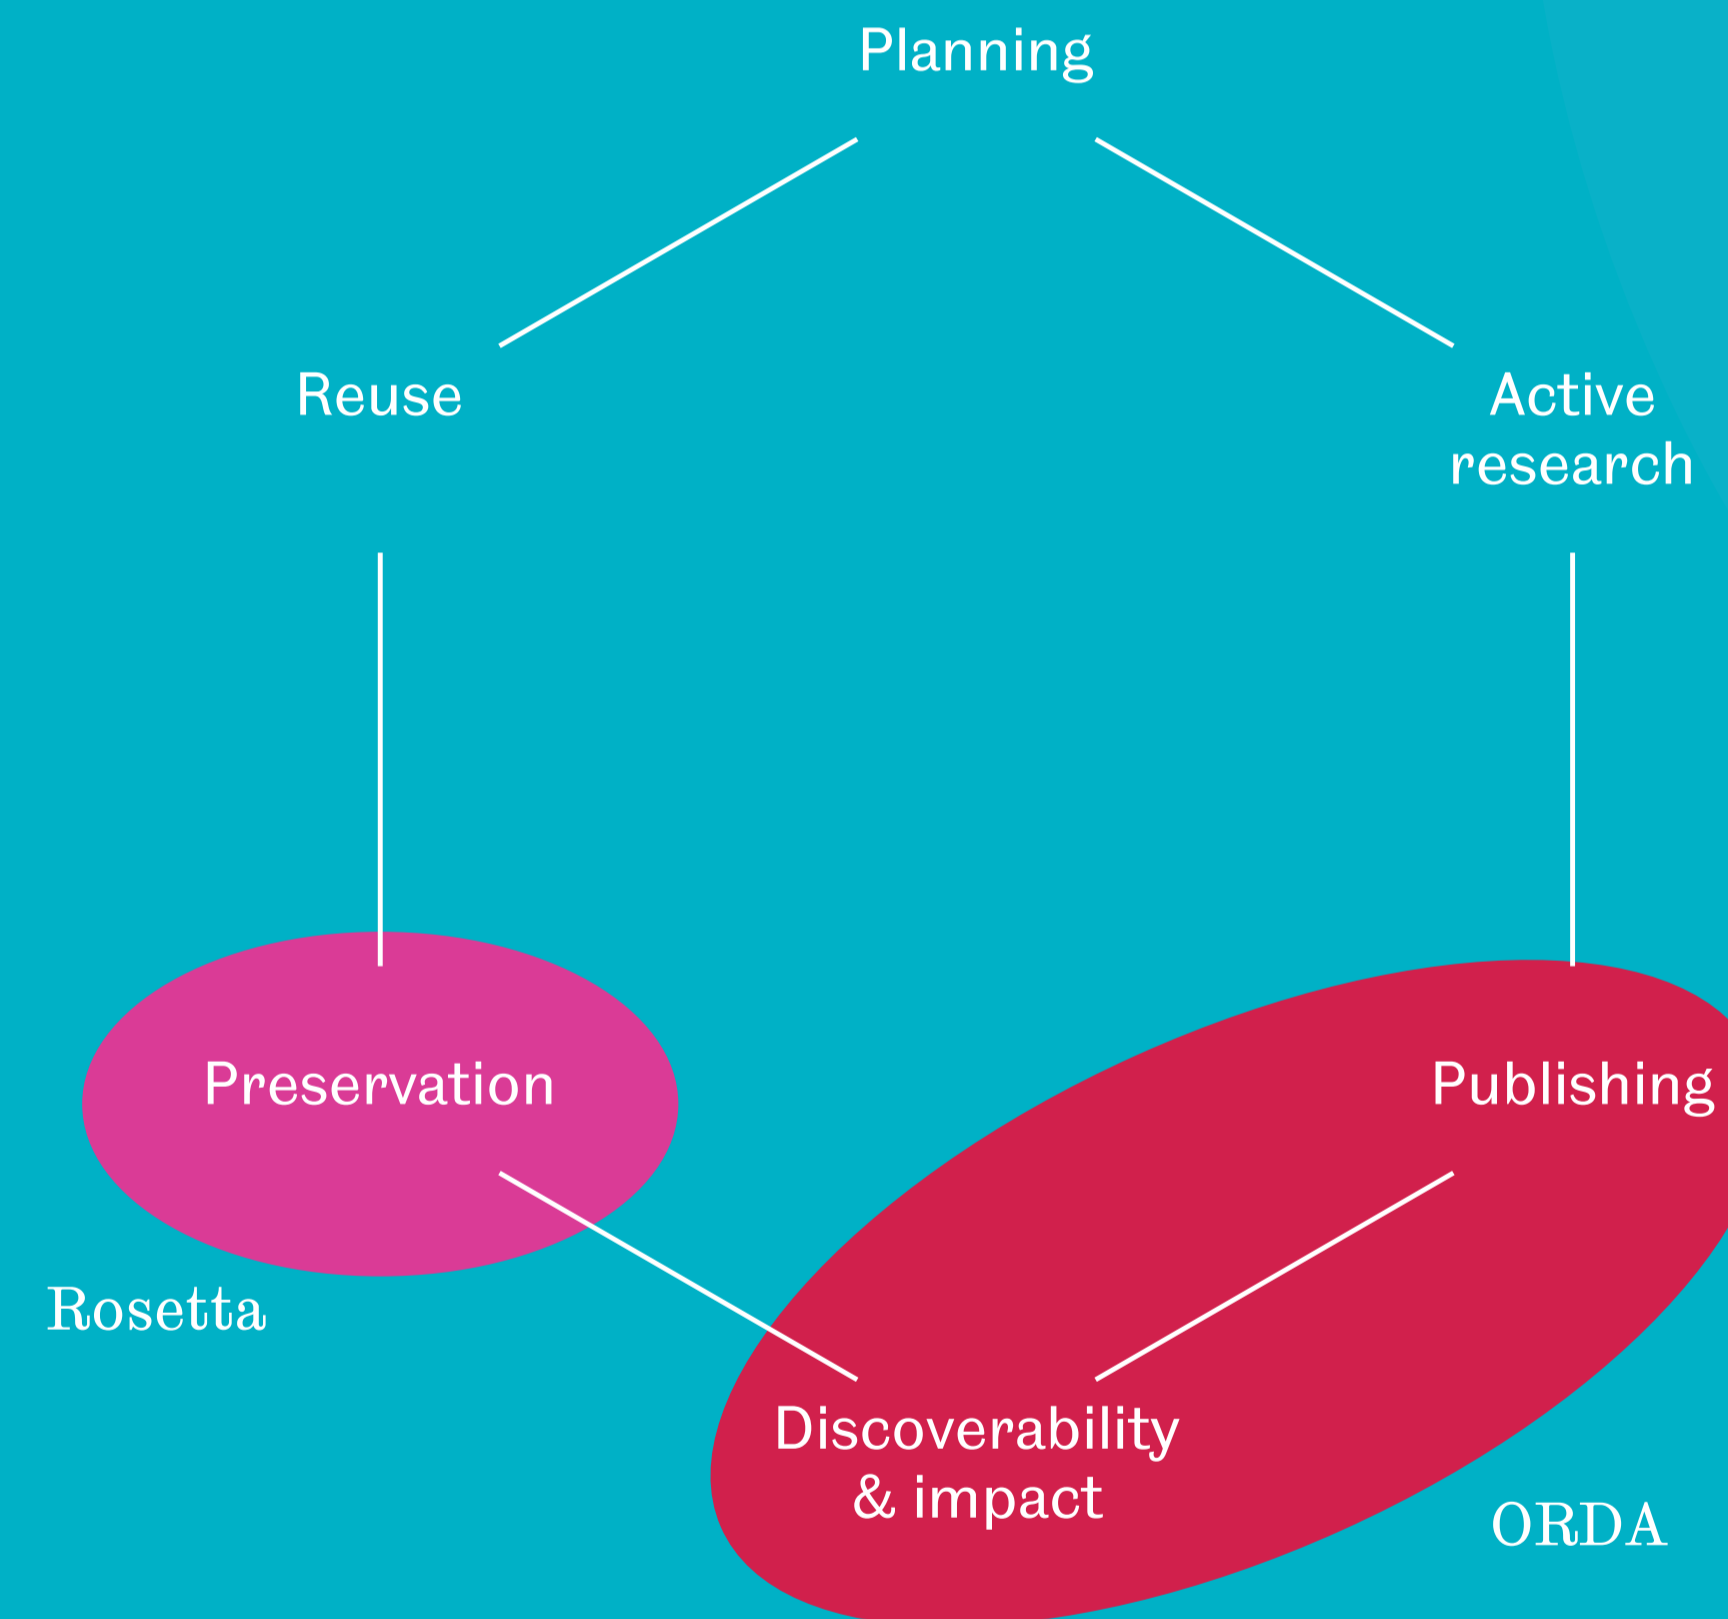 Planning
Reuse
Active
research
Preservation
Publishing
Rosetta
Discoverability
& impact
ORDA